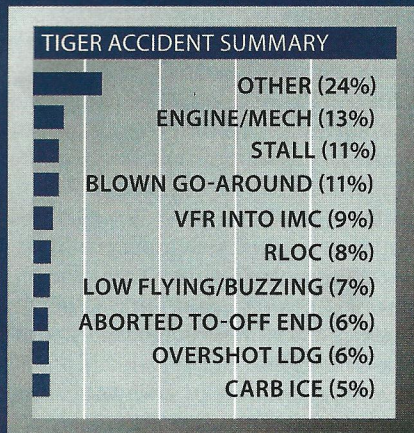 TIGER ACCIDENT SUMMARY
OTHER (24%)
ENGINE/MECH (13%)
STALL (11%)
BLOWN GO-AROUND (11%)
VFR INTO IMC (9%)
RLOC (8%)
LOW FLYING/BUZZING (7%)
ABORTED TO-OFF END (6%)
OVERSHOT LDG (6%)
CARB ICE (5%)